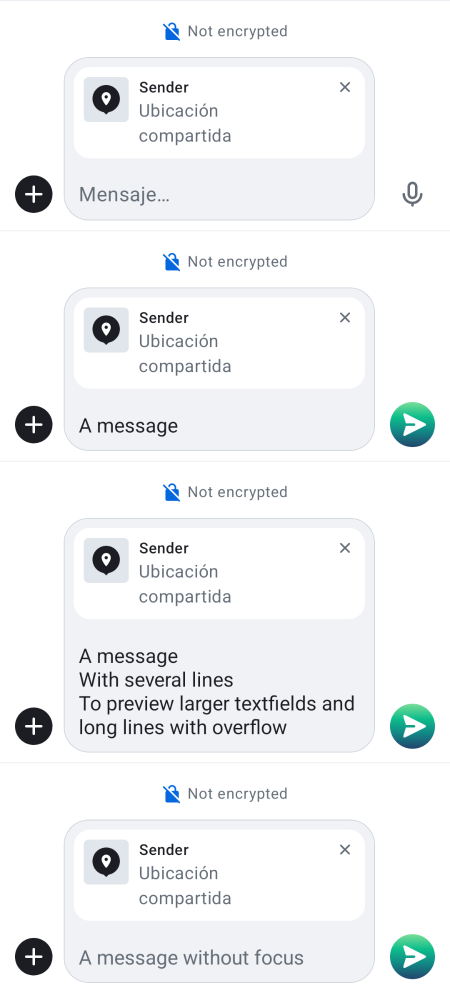 Not encrypted
Sender
Ubicación
compartida
Mensaje…
Not encrypted
Sender
Ubicación
compartida
A message
Not encrypted
Sender
Ubicación
compartida
A message
With several lines
To preview larger textfields and
long lines with overflow
Not encrypted
Sender
Ubicación
compartida
A message without focus